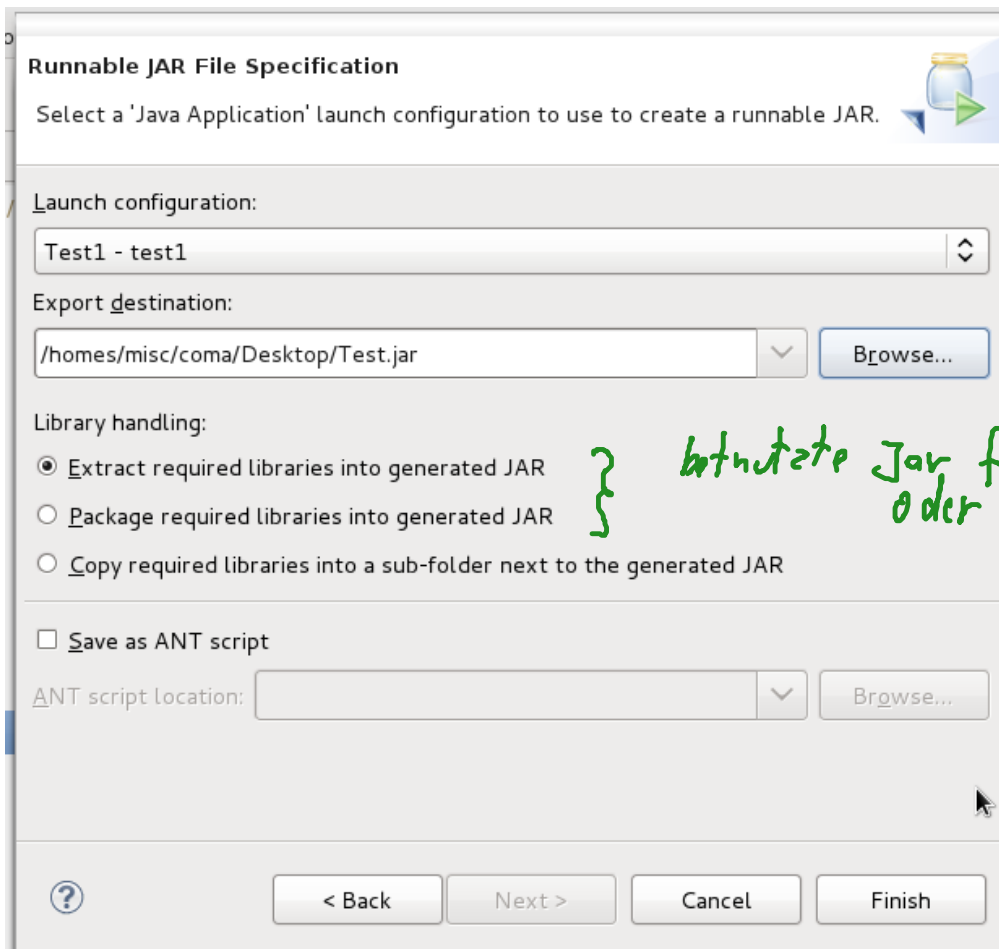 Runnable JAR File Specification
Select a 'Java Application' launch configuration to use to create a runnable JAR.
Launch configuration:
Test1 - test1
Export destination:
/homes/misc/coma/Desktop/Test.jar
Browse...
Library handling:
Extract required libraries into generated JAR
Jar
Package required libraries into generated JAR
oder
Copy required libraries into a sub-folder next to the generated JAR
Save as ANT script
ANT script location:
Browse...
?
< Back
Next >
Cancel
Finish